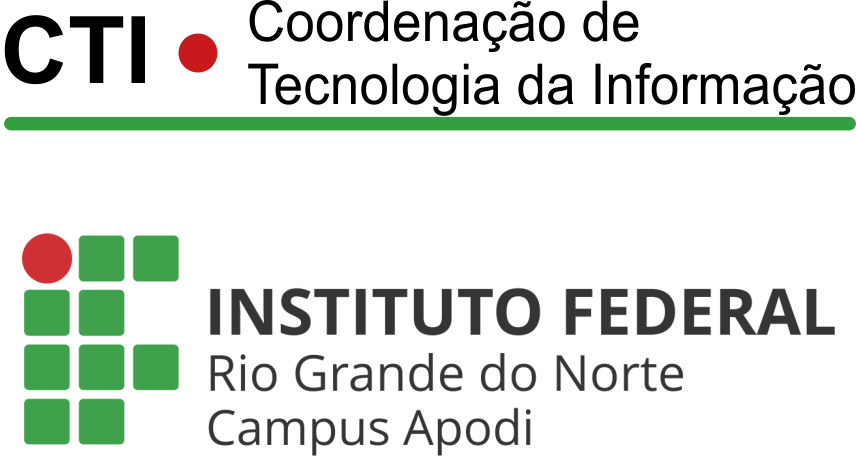 CTI • Coordenação de
Tecnologia da Informação
INSTITUTO FEDERAL
Rio Grande do Norte
Campus Apodi